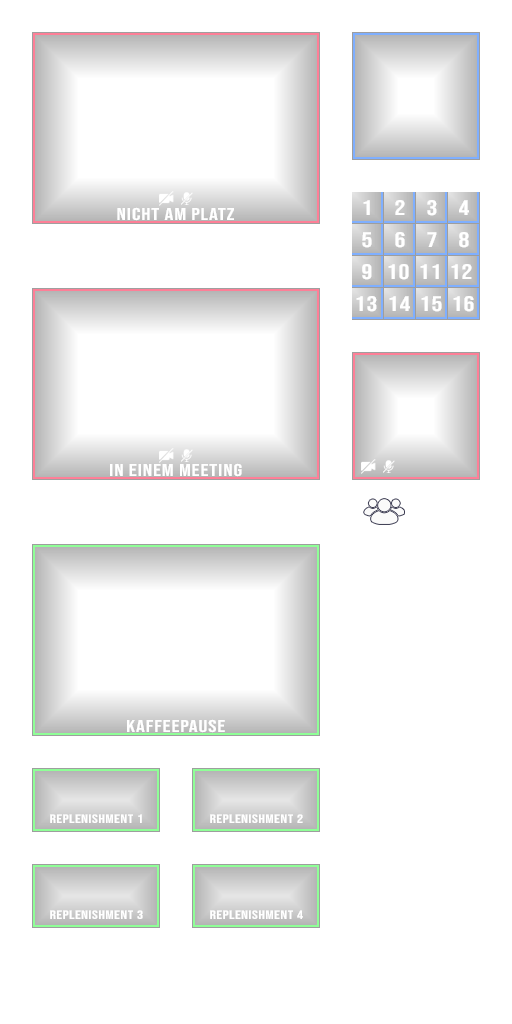 NICHT AM PLATZ
1 2 3 4
5 6 7 8
9 10 11 12
13 14 15 16
IN EINEM MEETING
KAFFEEPAUSE
REPLENISHMENT 1
REPLENISHMENT 2
REPLENISHMENT 3
REPLENISHMENT 4